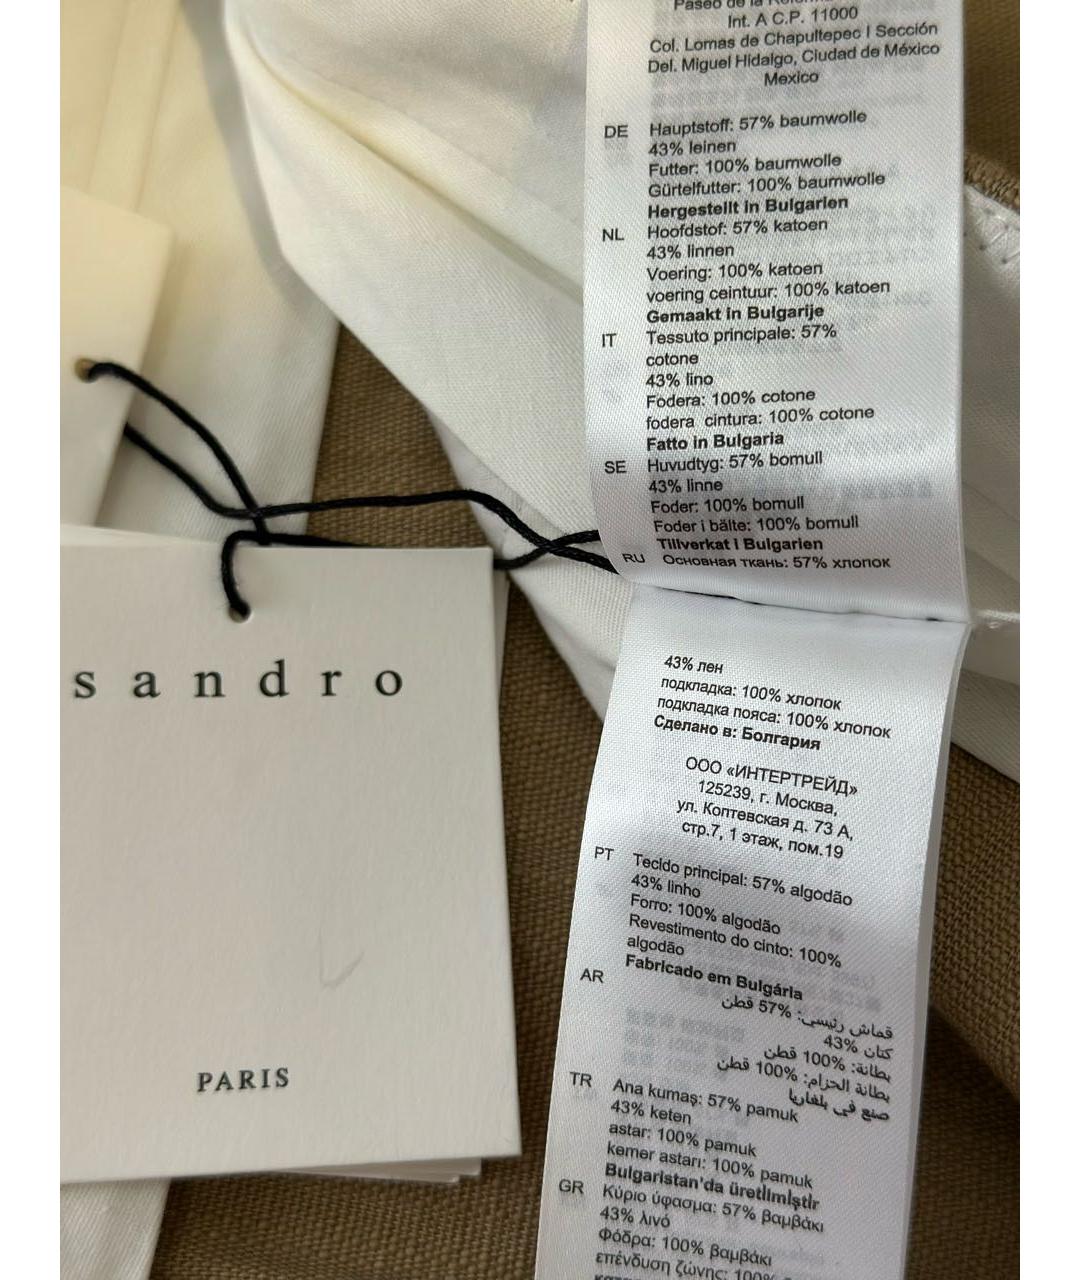 Paseo de la Reforma
Int. A C.P. 11000
Col. Lomas de Chapultepec I Sección
Del. Miguel Hidalgo, Ciudad de México
Mexico
DE Hauptstoff: 57% baumwolle
43% leinen
Futter: 100% baumwolle
Gürtelfutter: 100% baumwolle
Hergestellt in Bulgarien
NL Hoofdstof: 57% katoen
43% linnen
Voering: 100% katoen
voering ceintuur: 100% katoen
Gemaakt in Bulgarije
IT Tessuto principale: 57%
cotone
43% lino
Fodera: 100% cotone
fodera cintura: 100% cotone
Fatto in Bulgaria
SE Huvudtyg: 57% bomull
43% linne
Foder: 100% bomull
Foder i bälte: 100% bomull
Tillverkat i Bulgarien
RU Основная ткань: 57% хлопок
43% лен
подкладка: 100% хлопок
подкладка пояса: 100% хлопок
Сделано в: Болгария
ООО «ИНТЕРТРЕЙД»
125239, г. Москва,
ул. Коптевская д. 73 А,
стр.7, 1 этаж, пом.19
PT Tecido principal: 57% algodão
43% linho
Forro: 100% algodão
Revestimento do cinto: 100%
algodão
Fabricado em Bulgária
AR قماش رئيسي: 57% قطن
كتان 43%
بطانة: 100% قطن
بطانة الحزام: 100% قطن
صنع في بلغاريا
TR Ana kumaş: 57% pamuk
43% keten
astar: 100% pamuk
kemer astarı: 100% pamuk
Bulgaristan'da üretilmiştir
GR Κύριο ύφασμα: 57% βαμβάκι
43% λινό
Φόδρα: 100% βαμβάκι
επένδυση ζώνης: 100%
sandro
PARIS